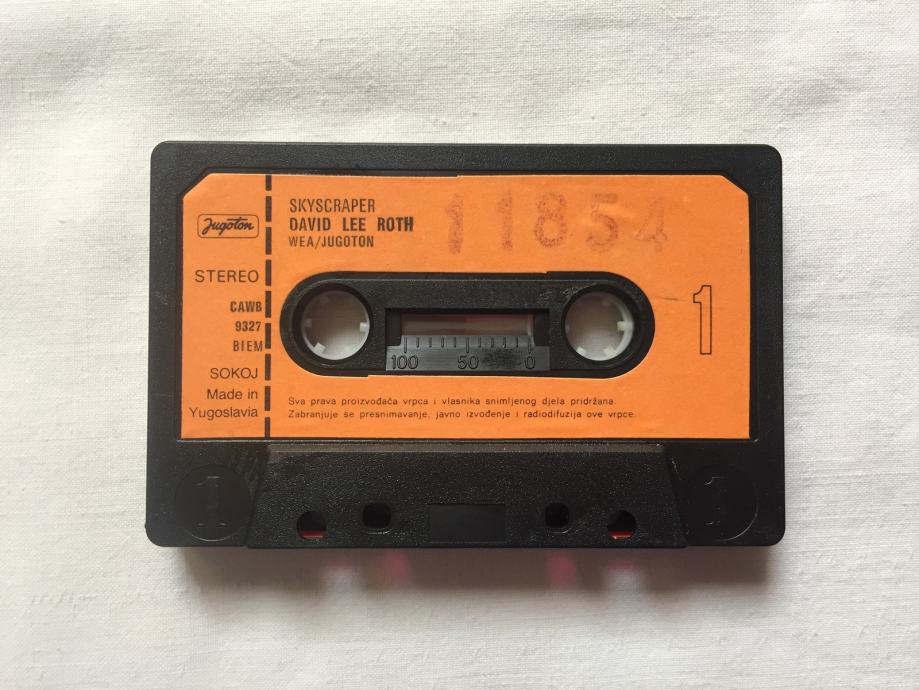 Jugoton
STEREO
CAWB
9327
BIEM
SOKOJ
Made in
Yugoslavia
SKYSCRAPER
DAVID LEE ROTH
WEA/JUGOTON
11854
1
100 50 0
Sva prava proizvođača vrpca i vlasnika snimljenog djela pridržana.
Zabranjuje se presnimavanje, javno izvođenje i radiodifuzija ove vrpce.
1
1